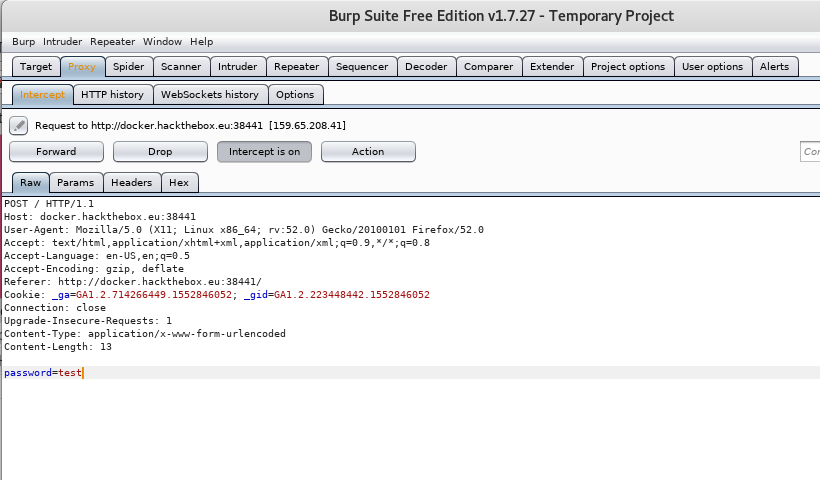 Burp Suite Free Edition v1.7.27 - Temporary Project
Burp Intruder Repeater Window Help
Target Proxy Spider Scanner Intruder Repeater Sequencer Decoder Comparer Extender Project options User options Alerts
Intercept HTTP history WebSockets history Options
Request to http://docker.hackthebox.eu:38441 [159.65.208.41]
Forward Drop Intercept is on Action
Raw Params Headers Hex
POST / HTTP/1.1
Host: docker.hackthebox.eu:38441
User-Agent: Mozilla/5.0 (X11; Linux x86_64; rv:52.0) Gecko/20100101 Firefox/52.0
Accept: text/html,application/xhtml+xml,application/xml;q=0.9,*/*;q=0.8
Accept-Language: en-US,en;q=0.5
Accept-Encoding: gzip, deflate
Referer: http://docker.hackthebox.eu:38441/
Cookie: _ga=GA1.2.714266449.1552846052; _gid=GA1.2.223448442.1552846052
Connection: close
Upgrade-Insecure-Requests: 1
Content-Type: application/x-www-form-urlencoded
Content-Length: 13
password=test